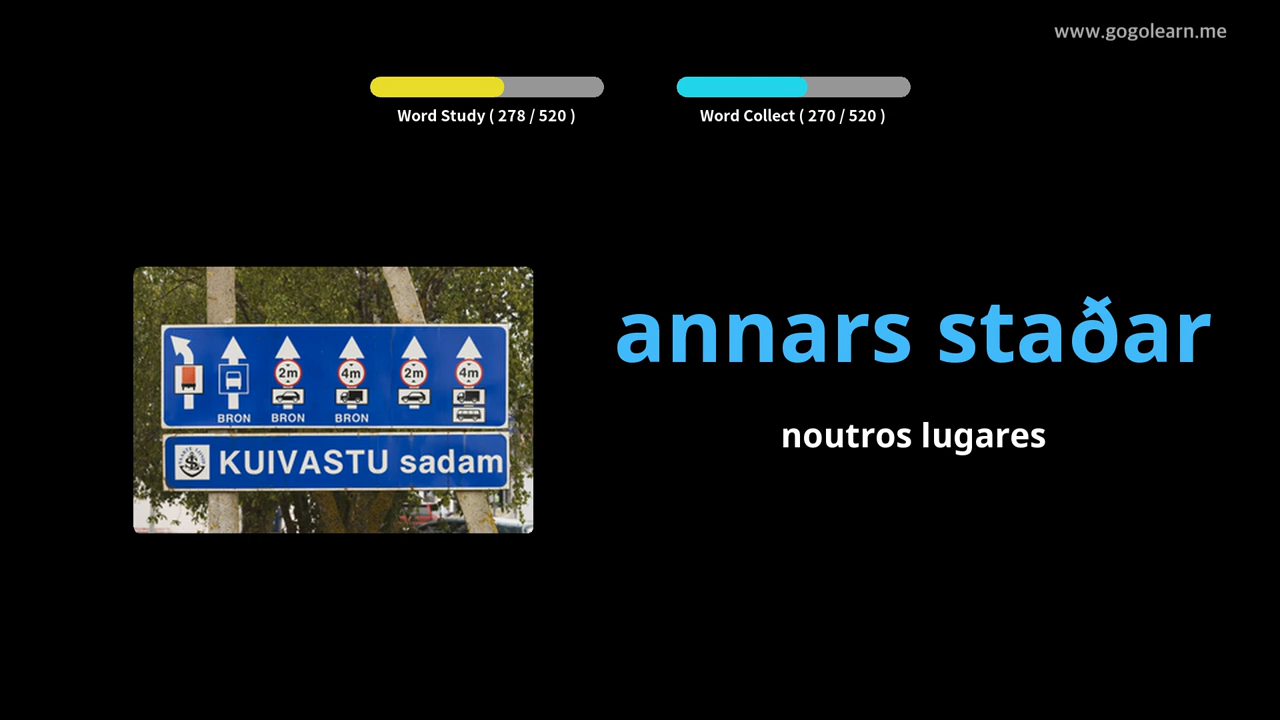 www.gogolearn.me
Word Study ( 278 / 520 )
Word Collect ( 270 / 520 )
2m 4m 2m 4m
BRON BRON BRON
KUIVASTU sadam
annars staðar
noutros lugares